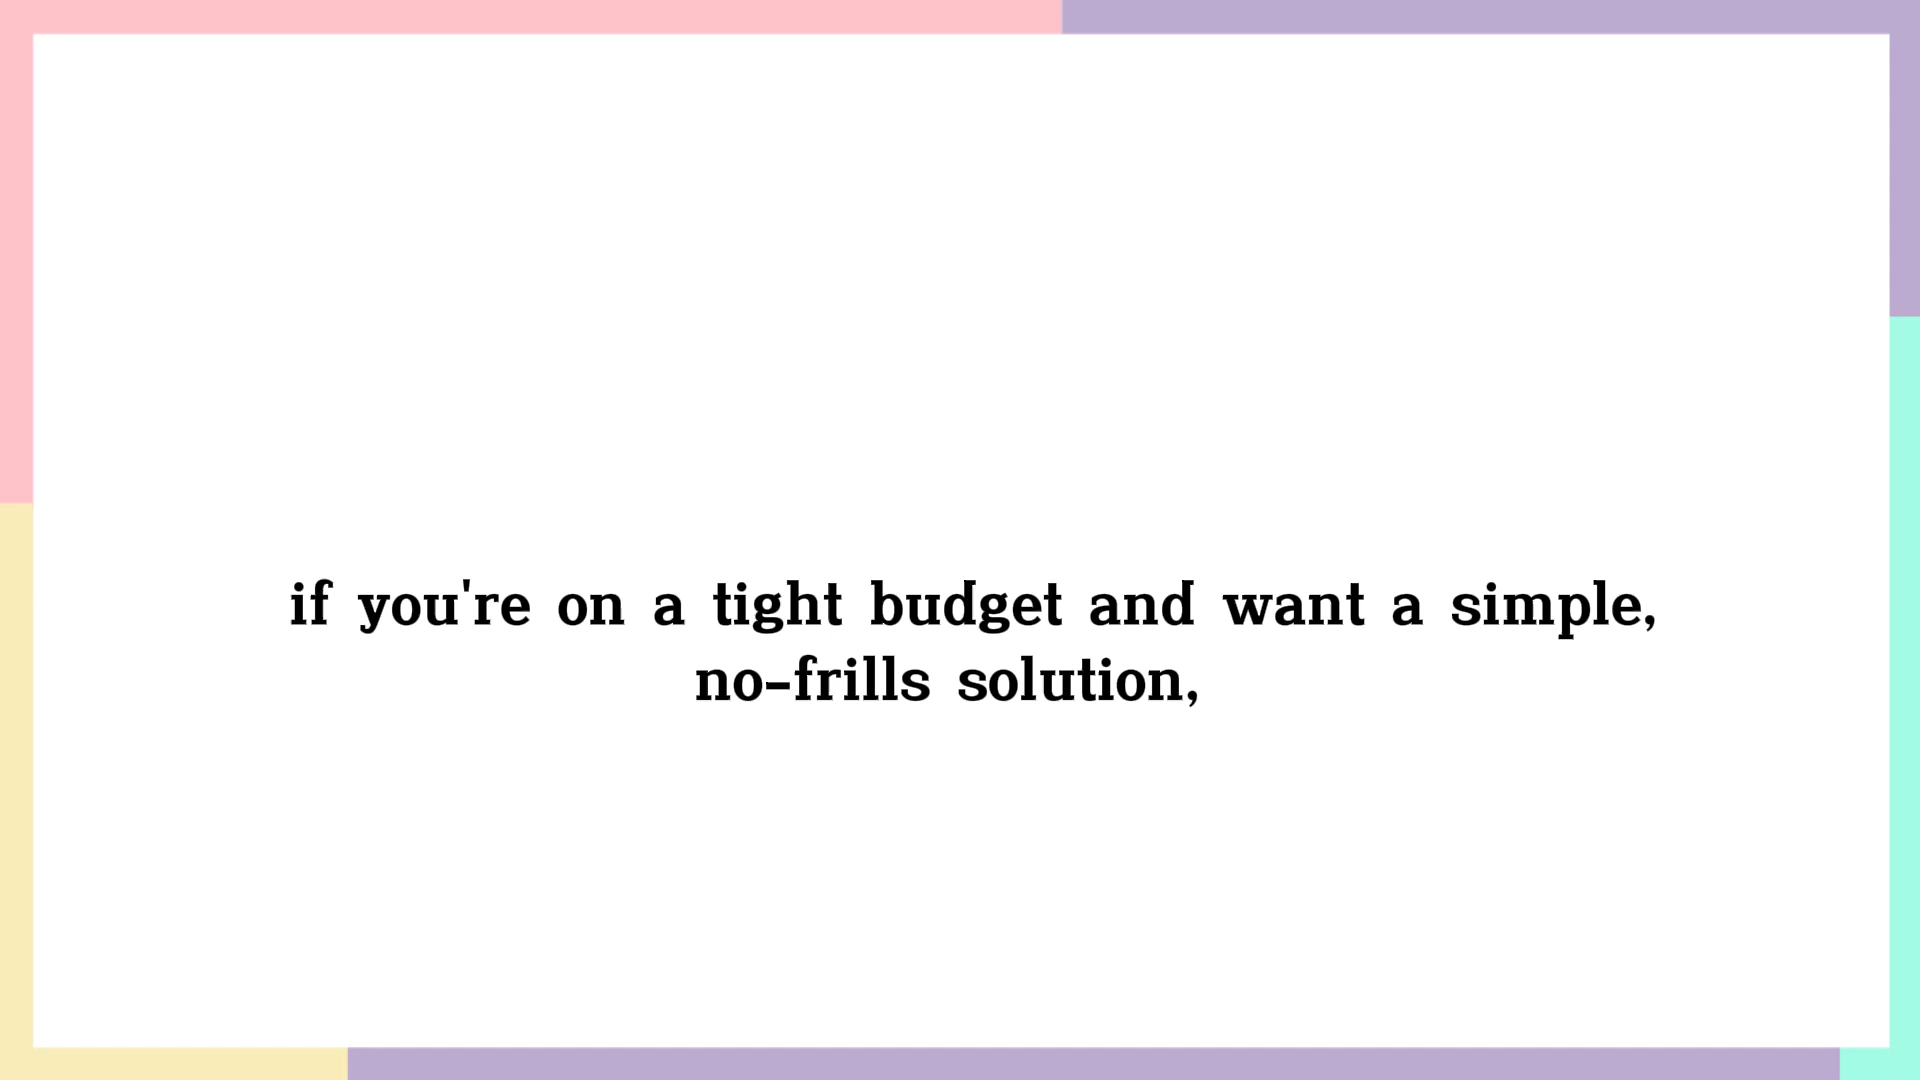 if you're on a tight budget and want a simple,
no-frills solution,